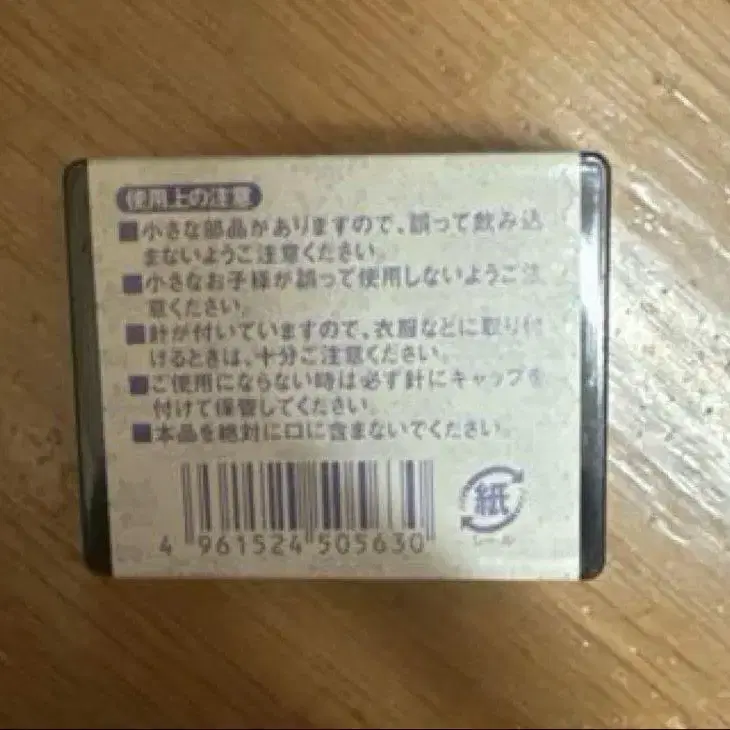 使用上の注意
■小さな部品がありますので、誤って飲み込
まないようご注意ください。
■小さなお子様が誤って使用しないようご注
意ください。
■針が付いていますので、衣服などに取り付
けるときは、十分ご注意ください。
■ご使用にならない時は必ず針にキャップを
付けて保管してください。
■本品を絶対に口に含まないでください。
紙
シール
4 961524 505630